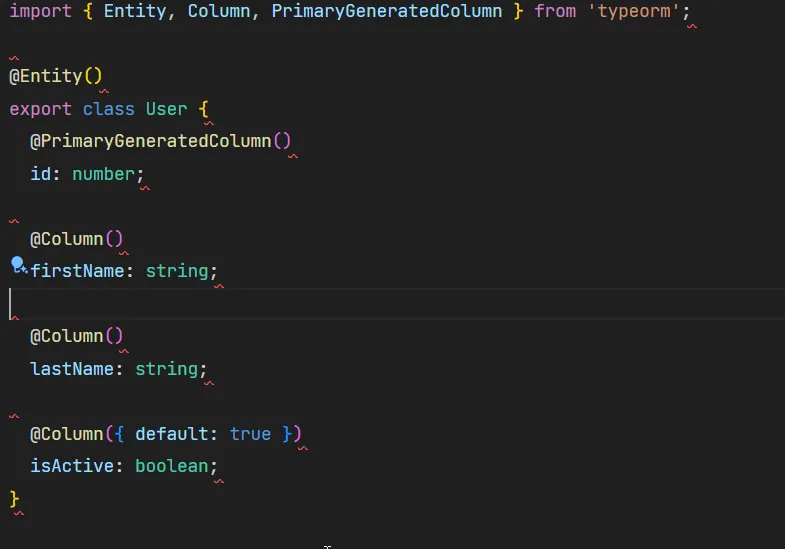 import { Entity, Column, PrimaryGeneratedColumn } from 'typeorm';
@Entity()
export class User {
@PrimaryGeneratedColumn()
id: number;
@Column()
firstName: string;
@Column()
lastName: string;
@Column({ default: true })
isActive: boolean;
}